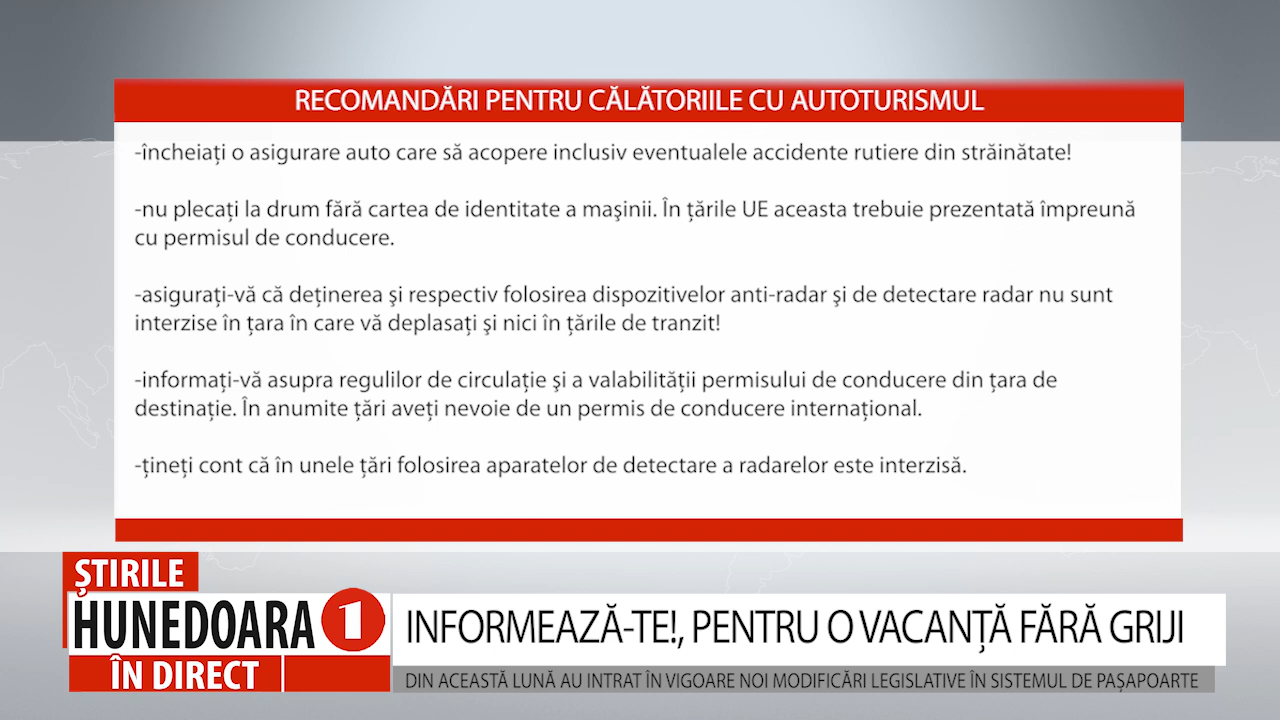 RECOMANDĂRI PENTRU CĂLĂTORIILE CU AUTOTURISMUL
-încheiați o asigurare auto care să acopere inclusiv eventualele accidente rutiere din străinătate!
-nu plecați la drum fără cartea de identitate a maşinii. În țările UE aceasta trebuie prezentată împreună
cu permisul de conducere.
-asigurați-vă că deținerea şi respectiv folosirea dispozitivelor anti-radar şi de detectare radar nu sunt
interzise în țara în care vă deplasați şi nici în țările de tranzit!
-informați-vă asupra regulilor de circulație şi a valabilității permisului de conducere din țara de
destinație. În anumite țări aveți nevoie de un permis de conducere internațional.
-țineți cont că în unele țări folosirea aparatelor de detectare a radarelor este interzisă.
ȘTIRILE
HUNEDOARA 1
ÎN DIRECT
INFORMEAZĂ-TE!, PENTRU O VACANȚĂ FĂRĂ GRIJI
DIN ACEASTĂ LUNĂ AU INTRAT ÎN VIGOARE NOI MODIFICĂRI LEGISLATIVE ÎN SISTEMUL DE PAŞAPOARTE